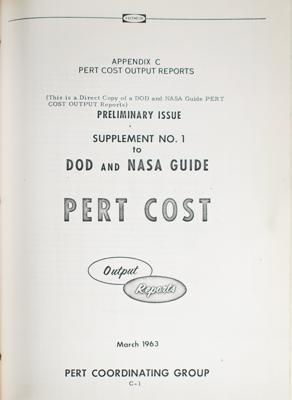 APPENDIX C
PERT COST OUTPUT REPORTS
(This is a Direct Copy of a DOD and NASA Guide PERT
COST OUTPUT Reports)
PRELIMINARY ISSUE
SUPPLEMENT NO. 1
to
DOD AND NASA GUIDE
PERT COST
Output
Reports
March 1963
PERT COORDINATING GROUP
C-1